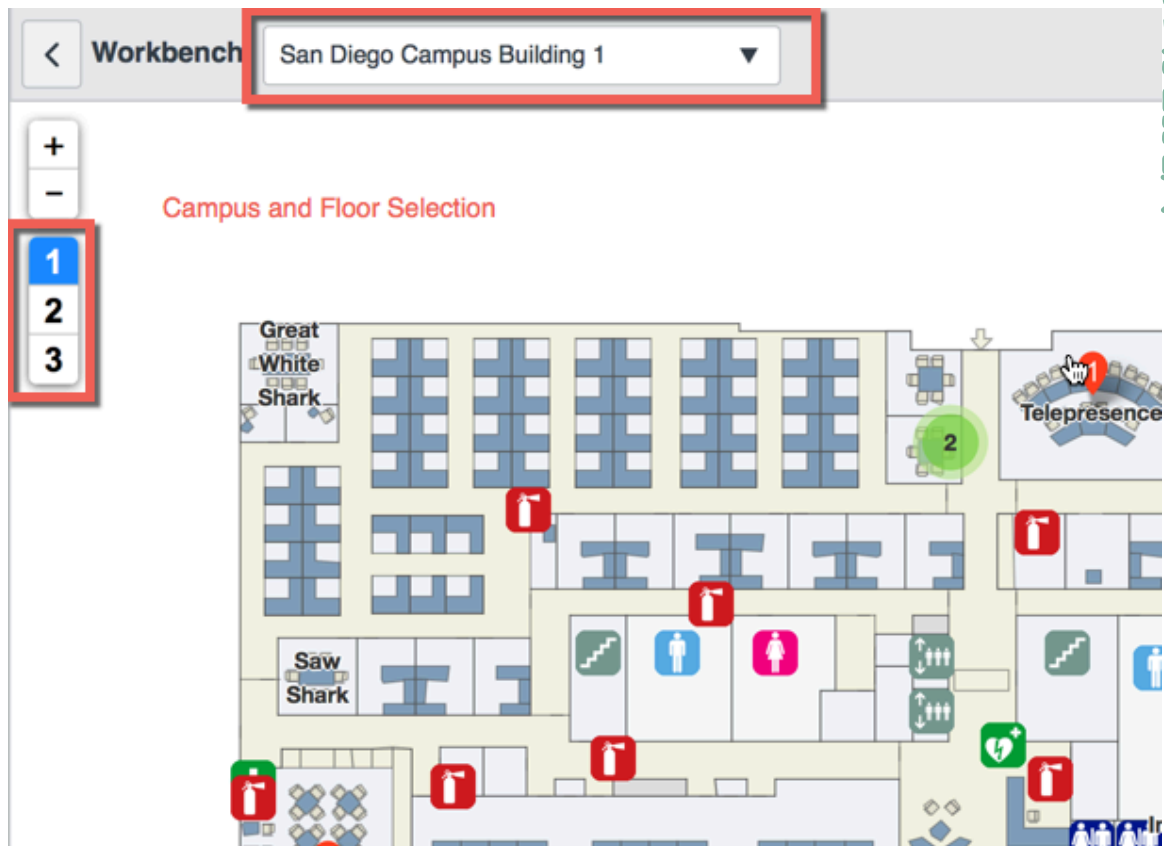 Workbench
San Diego Campus Building 1
+
−
Campus and Floor Selection
1
2
3
Great
White
Shark
1
Telepresence
2
Saw
Shark